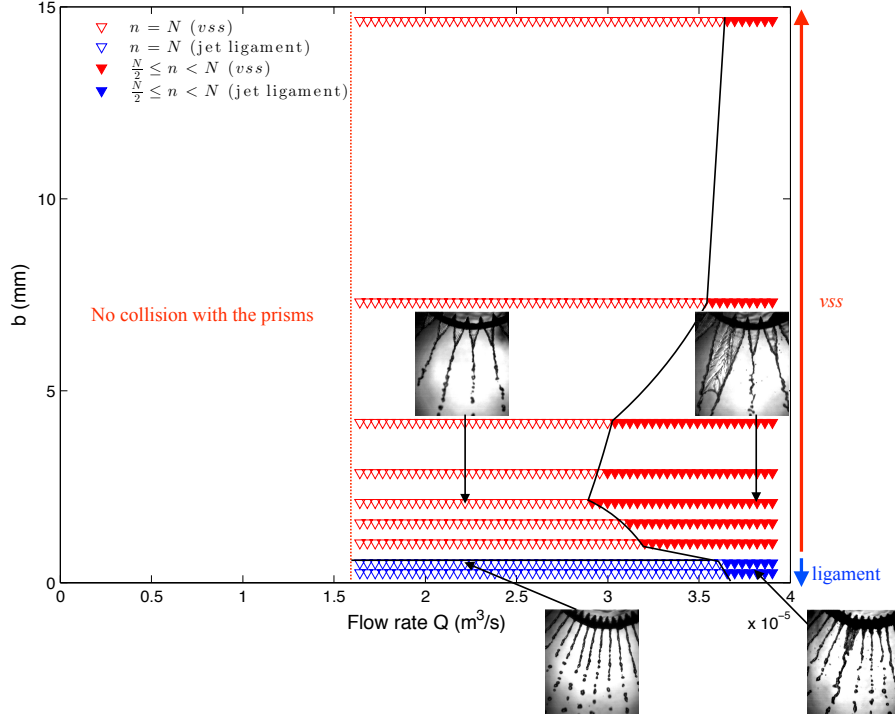 15
10
5
0
b (mm)
▽ n = N (vss)
▽ n = N (jet ligament)
▼ N/2 ≤ n < N (vss)
▼ N/2 ≤ n < N (jet ligament)
No collision with the prisms
vss
ligament
0 0.5 1 1.5 2 2.5 3 3.5 4
Flow rate Q (m³/s)
x 10⁻⁵